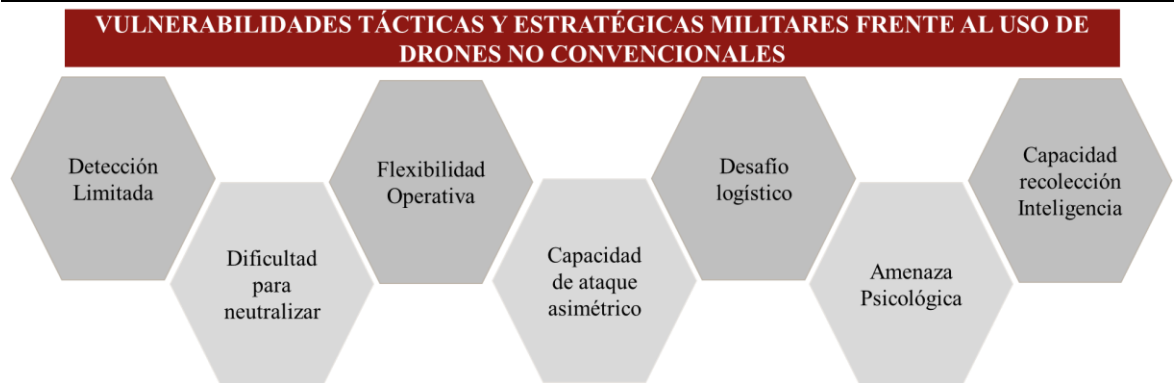 VULNERABILIDADES TÁCTICAS Y ESTRATÉGICAS MILITARES FRENTE AL USO DE
DRONES NO CONVENCIONALES
Detección
Limitada
Dificultad
para
neutralizar
Flexibilidad
Operativa
Capacidad
de ataque
asimétrico
Desafío
logístico
Amenaza
Psicológica
Capacidad
recolección
Inteligencia